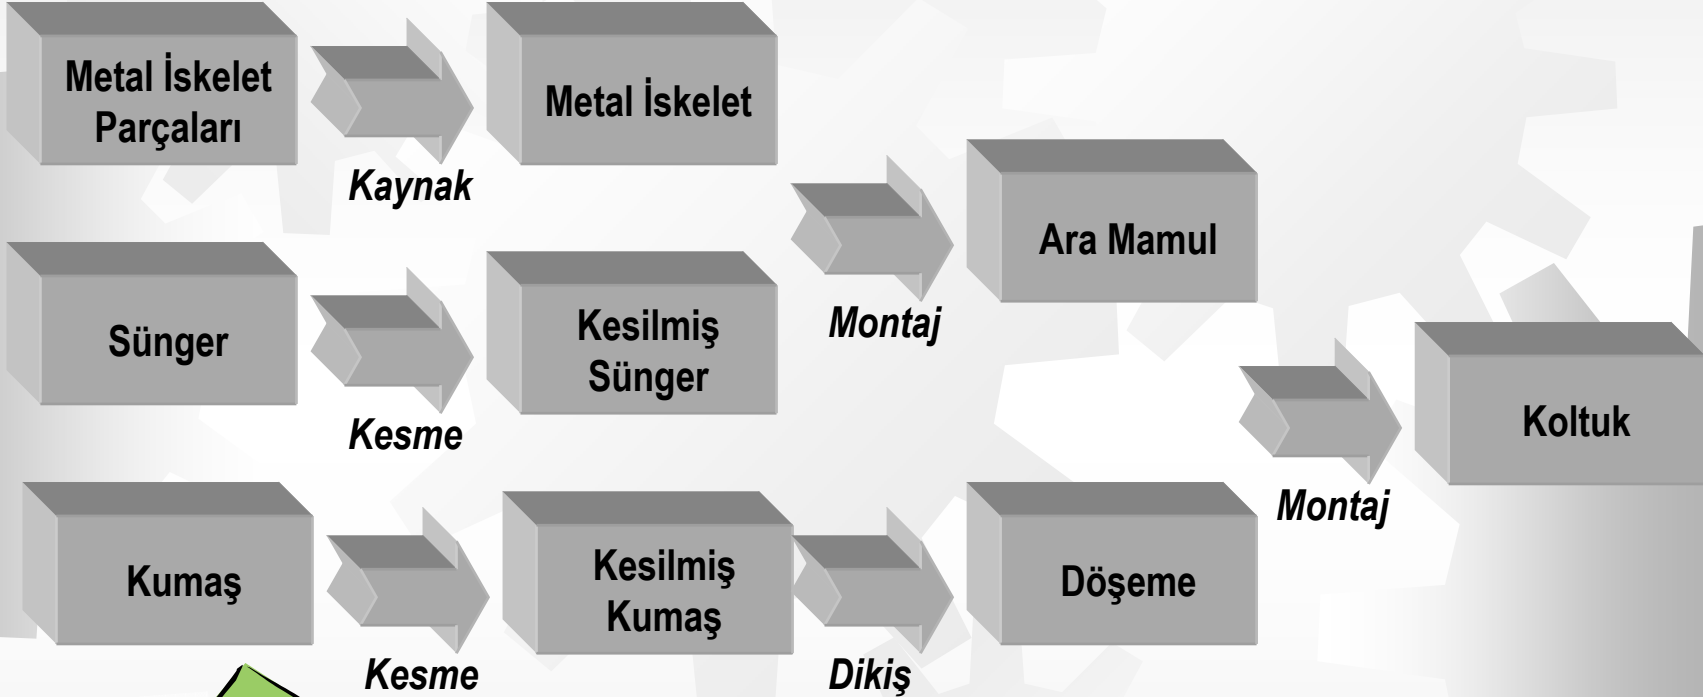 Metal İskelet
Parçaları
Kaynak
Metal İskelet
Montaj
Ara Mamul
Sünger
Kesme
Kesilmiş
Sünger
Montaj
Koltuk
Kumaş
Kesme
Kesilmiş
Kumaş
Dikiş
Döşeme